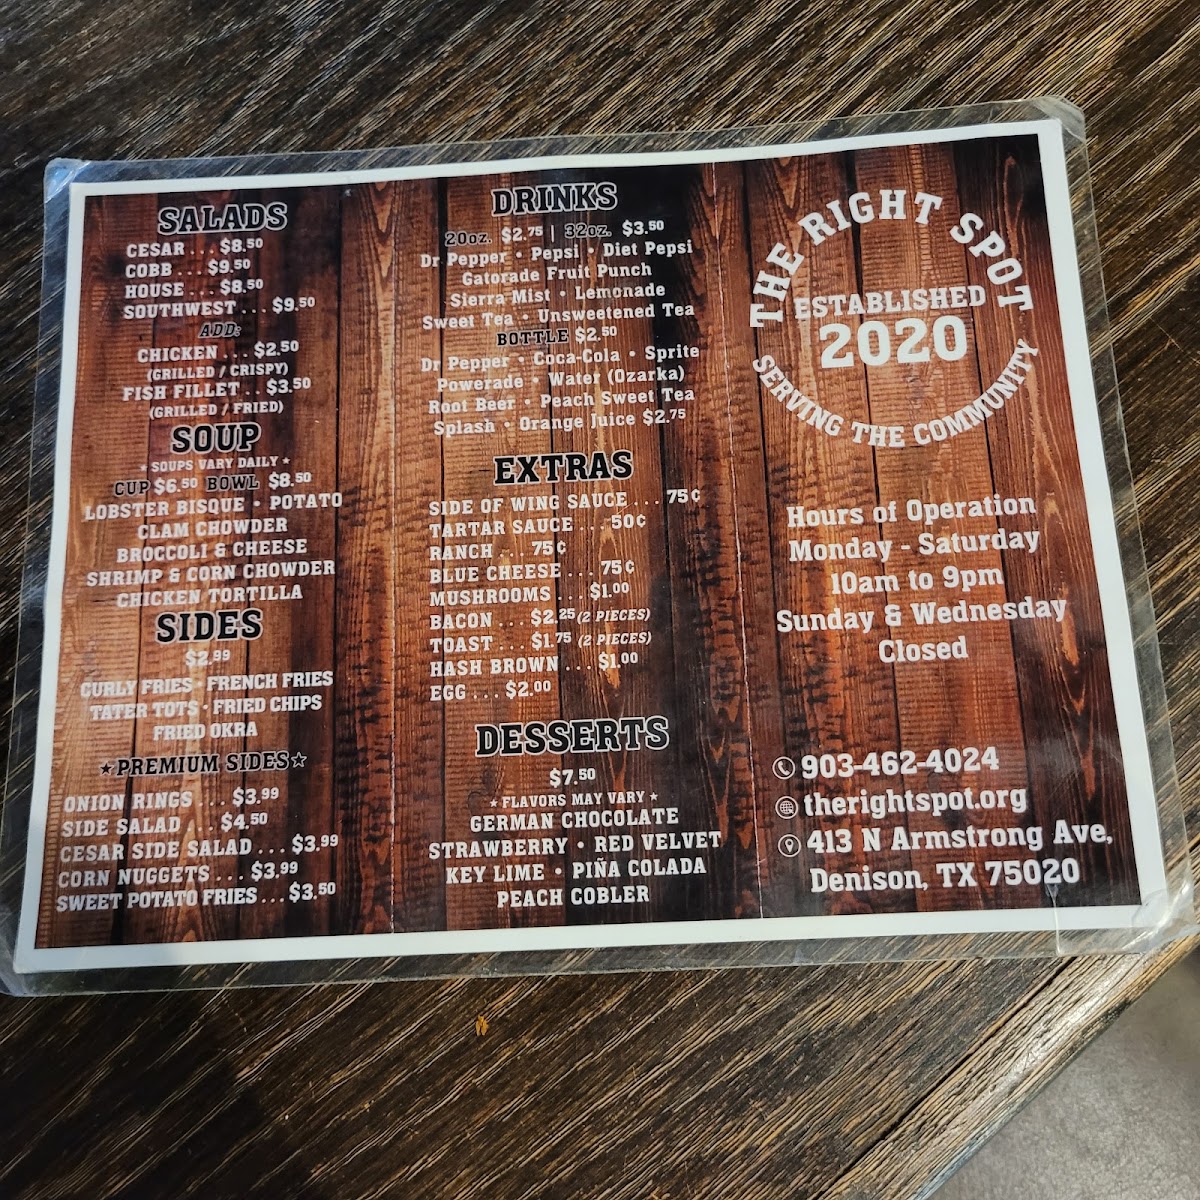 SALADS
CESAR ... $8.50
COBB ... $9.50
HOUSE ... $8.50
SOUTHWEST ... $9.50
ADD:
CHICKEN ... $2.50
(GRILLED / CRISPY)
FISH FILLET .. $3.50
(GRILLED / FRIED)
SOUP
★ SOUPS VARY DAILY ★
CUP $6.50 BOWL $8.50
LOBSTER BISQUE • POTATO
CLAM CHOWDER
BROCCOLI & CHEESE
SHRIMP & CORN CHOWDER
CHICKEN TORTILLA
SIDES
$2.99
CURLY FRIES • FRENCH FRIES
TATER TOTS • FRIED CHIPS
FRIED OKRA
★PREMIUM SIDES★
ONION RINGS ... $3.99
SIDE SALAD ... $4.50
CESAR SIDE SALAD ... $3.99
CORN NUGGETS ... $3.99
SWEET POTATO FRIES ... $3.50
DRINKS
20oz. $2.75 | 32oz. $3.50
Dr Pepper • Pepsi • Diet Pepsi
Gatorade Fruit Punch
Sierra Mist • Lemonade
Sweet Tea • Unsweetened Tea
BOTTLE $2.50
Dr Pepper • Coca-Cola • Sprite
Powerade • Water (Ozarka)
Root Beer • Peach Sweet Tea
Splash • Orange Juice $2.75
EXTRAS
SIDE OF WING SAUCE ... 75¢
TARTAR SAUCE ... 50¢
RANCH ... 75¢
BLUE CHEESE ... 75¢
MUSHROOMS ... $1.00
BACON ... $2.25 (2 PIECES)
TOAST ... $1.75 (2 PIECES)
HASH BROWN ... $1.00
EGG ... $2.00
DESSERTS
$7.50
★ FLAVORS MAY VARY ★
GERMAN CHOCOLATE
STRAWBERRY • RED VELVET
KEY LIME • PIÑA COLADA
PEACH COBLER
THE RIGHT SPOT
ESTABLISHED
2020
SERVING THE COMMUNITY
Hours of Operation
Monday - Saturday
10am to 9pm
Sunday & Wednesday
Closed
903-462-4024
therightspot.org
413 N Armstrong Ave,
Denison, TX 75020